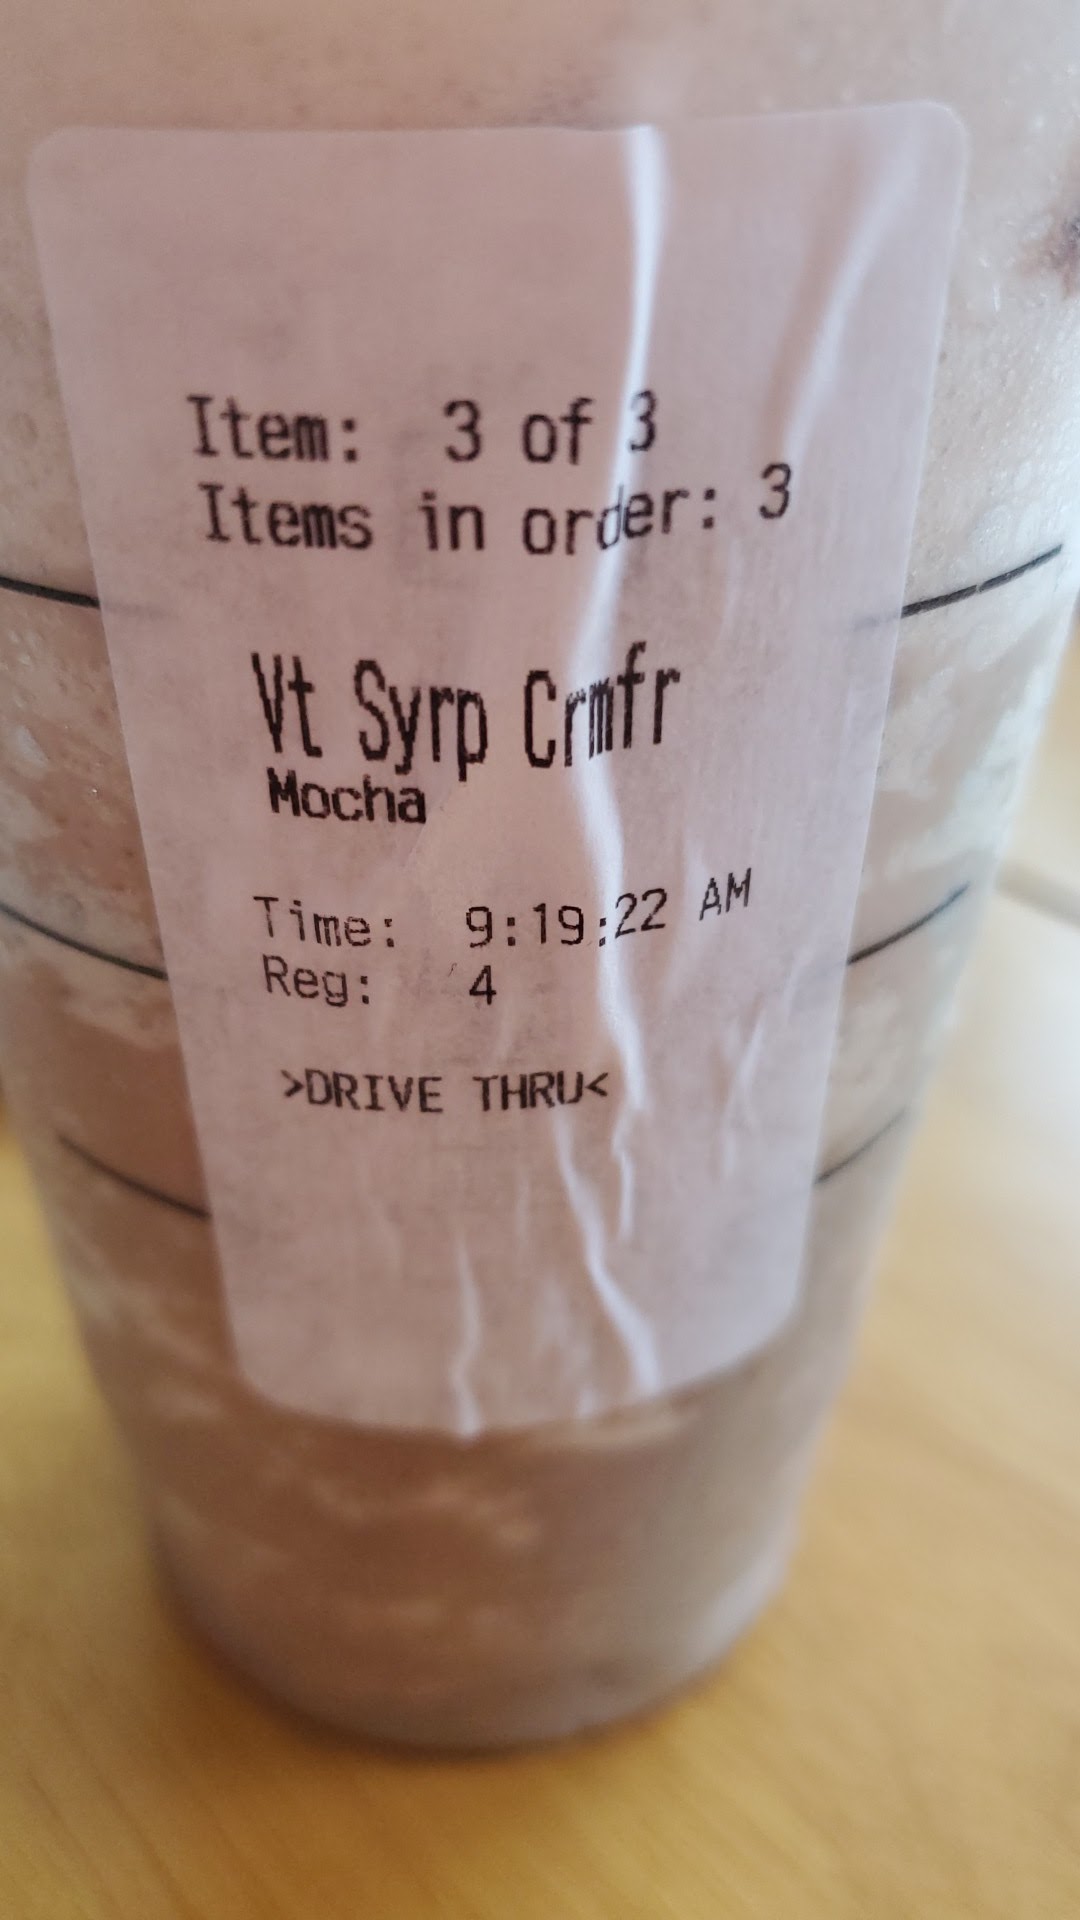 Item: 3 of 3
Items in order: 3
Vt Syrp Crmfr
Mocha
Time: 9:19:22 AM
Reg: 4
>DRIVE THRU<